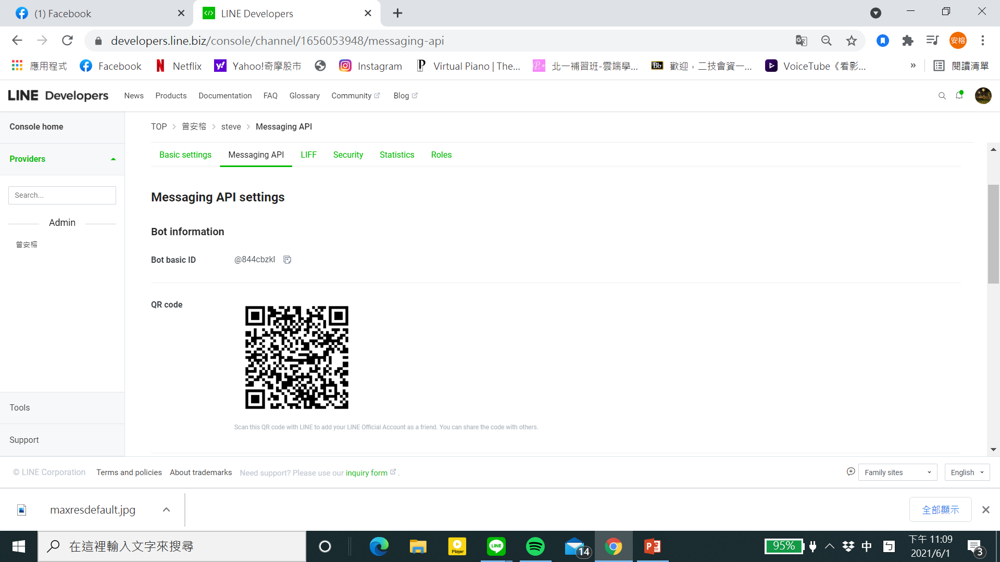 (1) Facebook
LINE Developers
developers.line.biz/console/channel/1656053948/messaging-api
安榕
應用程式
Facebook
Netflix
Yahoo!奇摩股市
Instagram
Virtual Piano | The...
北一補習班-雲端學...
Bb 歡迎，二技會資一...
VoiceTube《看影...
»
閱讀清單
LINE Developers
News
Products
Documentation
FAQ
Glossary
Community
Blog
Console home
Providers
Search...
Admin
曾安榕
Tools
Support
TOP > 曾安榕 > steve > Messaging API
Basic settings
Messaging API
LIFF
Security
Statistics
Roles
Messaging API settings
Bot information
Bot basic ID
@844cbzkl
QR code
Scan this QR code with LINE to add your LINE Official Account as a friend. You can share the code with others.
© LINE Corporation
Terms and policies
About trademarks
Need support? Please use our inquiry form .
Family sites
English
maxresdefault.jpg
全部顯示
在這裡輸入文字來搜尋
Player
LINE
14
95%
中
ㄅ
下午 11:09
2021/6/1
3